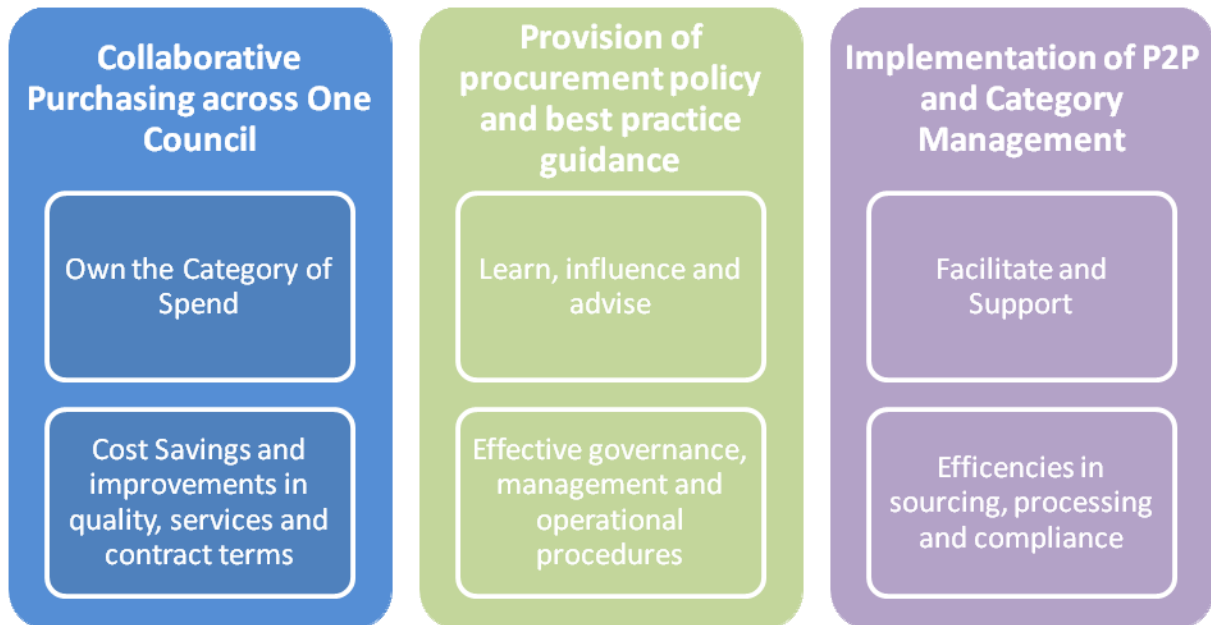 Collaborative
Purchasing across One
Council
Own the Category of
Spend
Cost Savings and
improvements in
quality, services and
contract terms
Provision of
procurement policy
and best practice
guidance
Learn, influence and
advise
Effective governance,
management and
operational
procedures
Implementation of P2P
and Category
Management
Facilitate and
Support
Efficencies in
sourcing, processing
and compliance